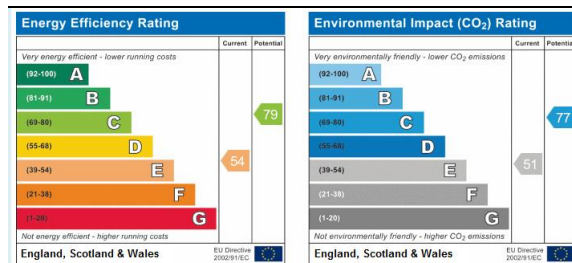 Energy Efficiency Rating
Current Potential
Very energy efficient - lower running costs
(92-100) A
(81-91) B
(69-80) C
(55-68) D
(39-54) E
(21-38) F
(1-20) G
54
79
Not energy efficient - higher running costs
England, Scotland & Wales
EU Directive
2002/91/EC
Environmental Impact (CO2) Rating
Current Potential
Very environmentally friendly - lower CO2 emissions
(92-100) A
(81-91) B
(69-80) C
(55-68) D
(39-54) E
(21-38) F
(1-20) G
51
77
Not environmentally friendly - higher CO2 emissions
England, Scotland & Wales
EU Directive
2002/91/EC